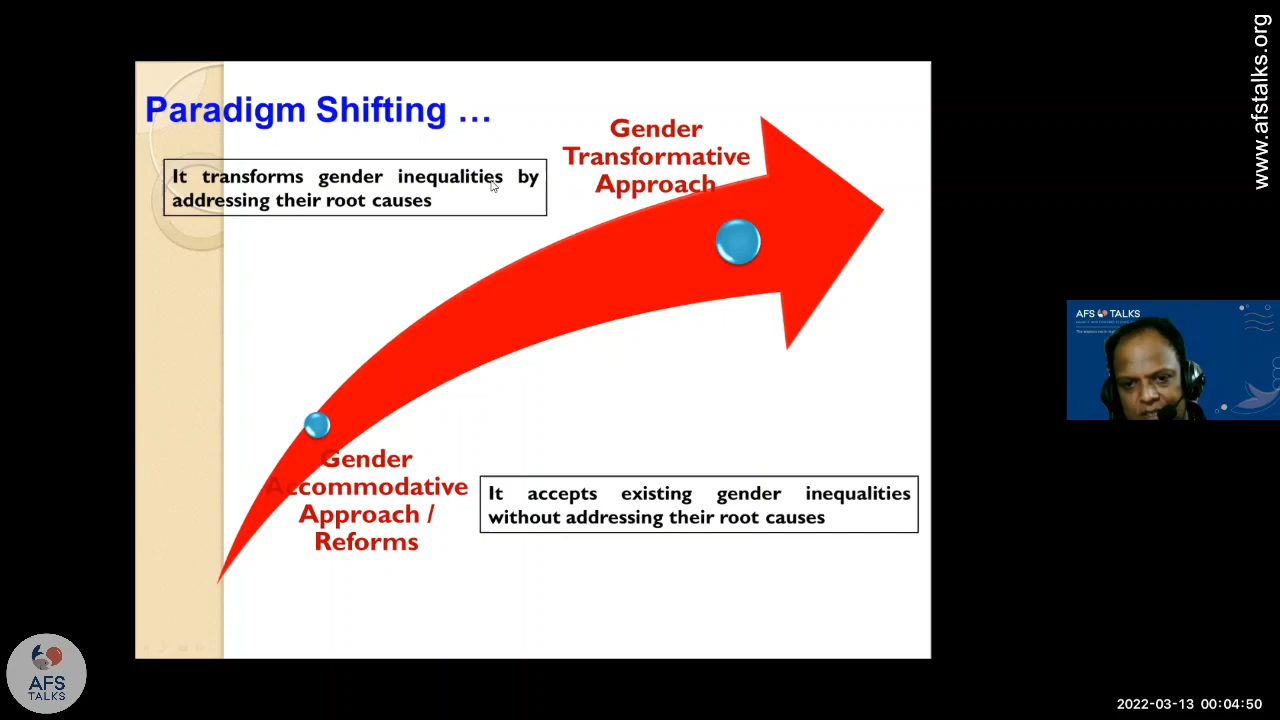 www.afstalks.org
Paradigm Shifting …
Gender
Transformative
Approach
It transforms gender inequalities by
addressing their root causes
AFS TALKS
Gender
Accommodative
Approach /
Reforms
It accepts existing gender inequalities
without addressing their root causes
AFS
TALKS
2022-03-13 00:04:50